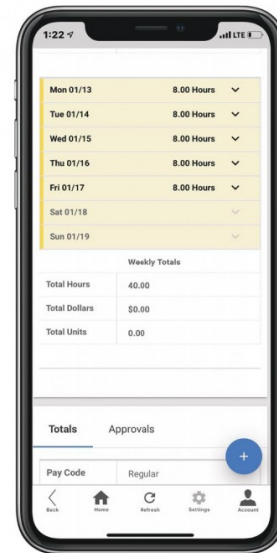 1:22
LTE
Mon 01/13 8.00 Hours
Tue 01/14 8.00 Hours
Wed 01/15 8.00 Hours
Thu 01/16 8.00 Hours
Fri 01/17 8.00 Hours
Sat 01/18
Sun 01/19
Weekly Totals
Total Hours 40.00
Total Dollars $0.00
Total Units 0.00
Totals Approvals
+
Pay Code Regular
Back Home Refresh Settings Account